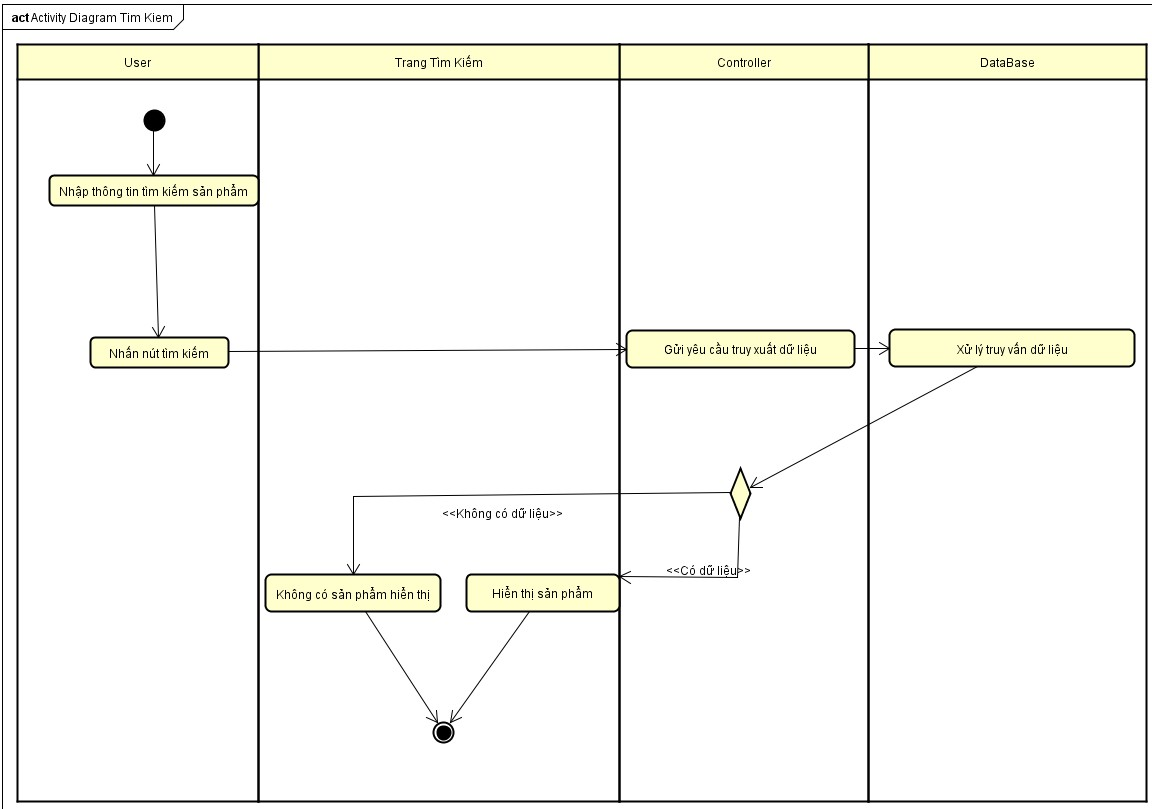 act Activity Diagram Tim Kiem
User
Trang Tìm Kiếm
Controller
DataBase
Nhập thông tin tìm kiếm sản phẩm
Nhấn nút tìm kiếm
Gửi yêu cầu truy xuất dữ liệu
Xử lý truy vấn dữ liệu
<<Không có dữ liệu>>
<<Có dữ liệu>>
Không có sản phẩm hiển thị
Hiển thị sản phẩm